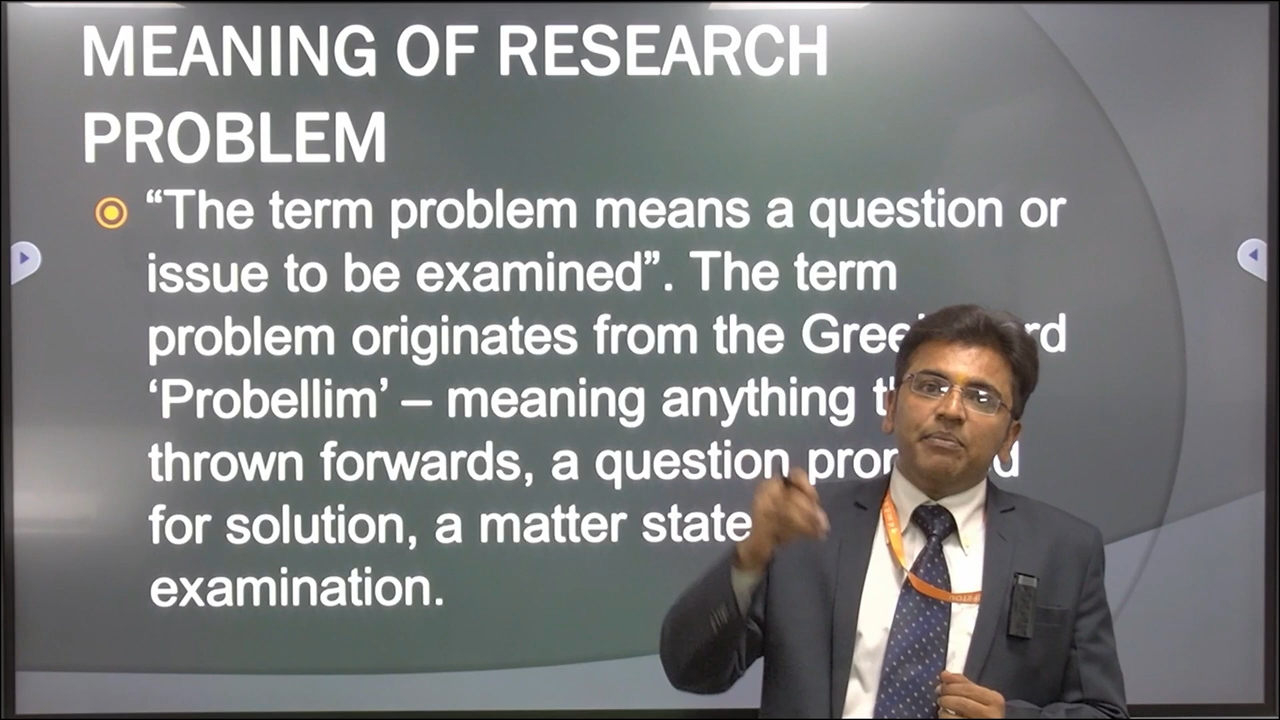 MEANING OF RESEARCH
PROBLEM
“The term problem means a question or
issue to be examined”. The term
problem originates from the Greek
‘Probellim’ – meaning anything
thrown forwards, a question
for solution, a matter
examination.